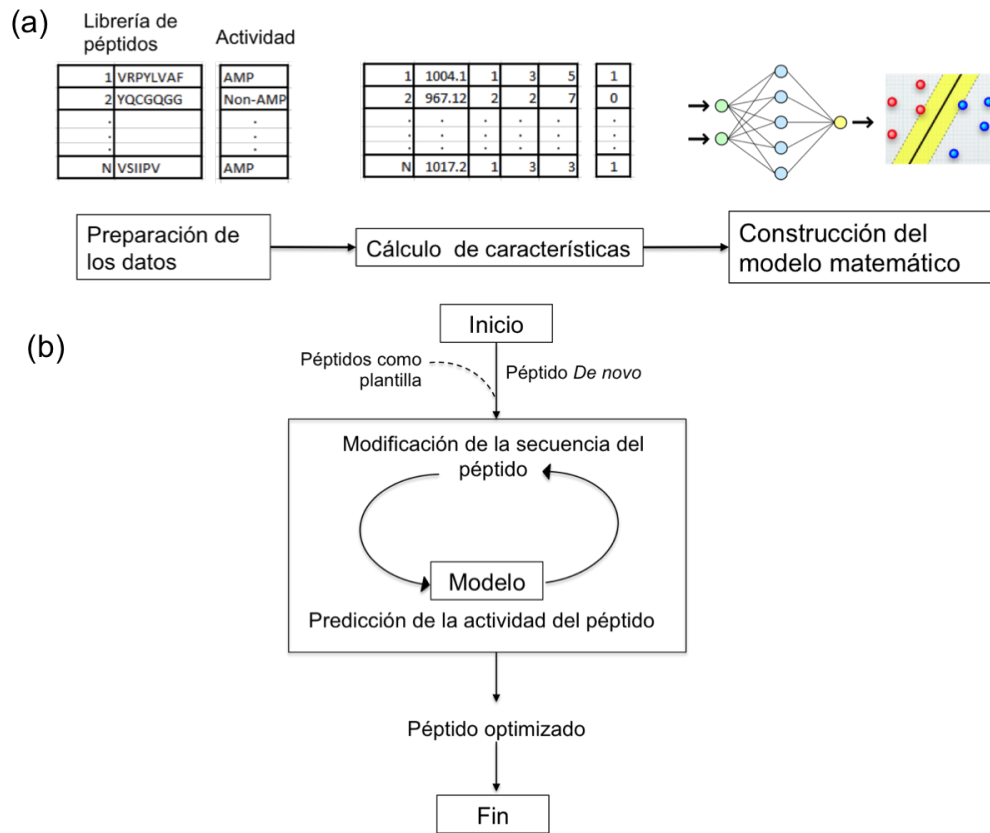 (a)
Librería de
péptidos
Actividad
1 VRPYLVAF AMP
2 YQCGQGG Non-AMP
. . .
. . .
. . .
N VSIIPV AMP
1 1004.1 1 3 5 1
2 967.12 2 2 7 0
. . . . . .
. . . . . .
. . . . . .
N 1017.2 1 3 3 1
Preparación de
los datos
Cálculo de características
Construcción del
modelo matemático
(b)
Inicio
Péptidos como
plantilla
Péptido De novo
Modificación de la secuencia del
péptido
Modelo
Predicción de la actividad del péptido
Péptido optimizado
Fin